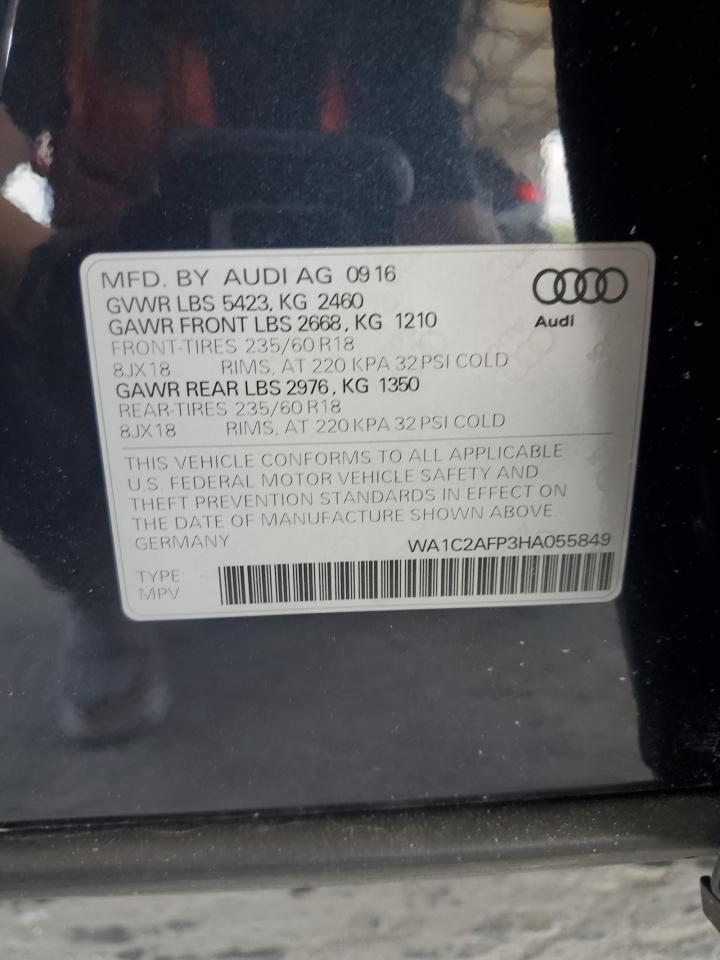 MFD. BY AUDI AG 0916
GVWR LBS 5423, KG 2460
GAWR FRONT LBS 2668, KG 1210
FRONT-TIRES 235/60 R18
8JX18 RIMS, AT 220 KPA 32 PSI COLD
GAWR REAR LBS 2976, KG 1350
REAR-TIRES 235/60 R18
8JX18 RIMS, AT 220 KPA 32 PSI COLD
Audi
THIS VEHICLE CONFORMS TO ALL APPLICABLE
U.S. FEDERAL MOTOR VEHICLE SAFETY AND
THEFT PREVENTION STANDARDS IN EFFECT ON
THE DATE OF MANUFACTURE SHOWN ABOVE.
GERMANY WA1C2AFP3HA055849
TYPE:
MPV